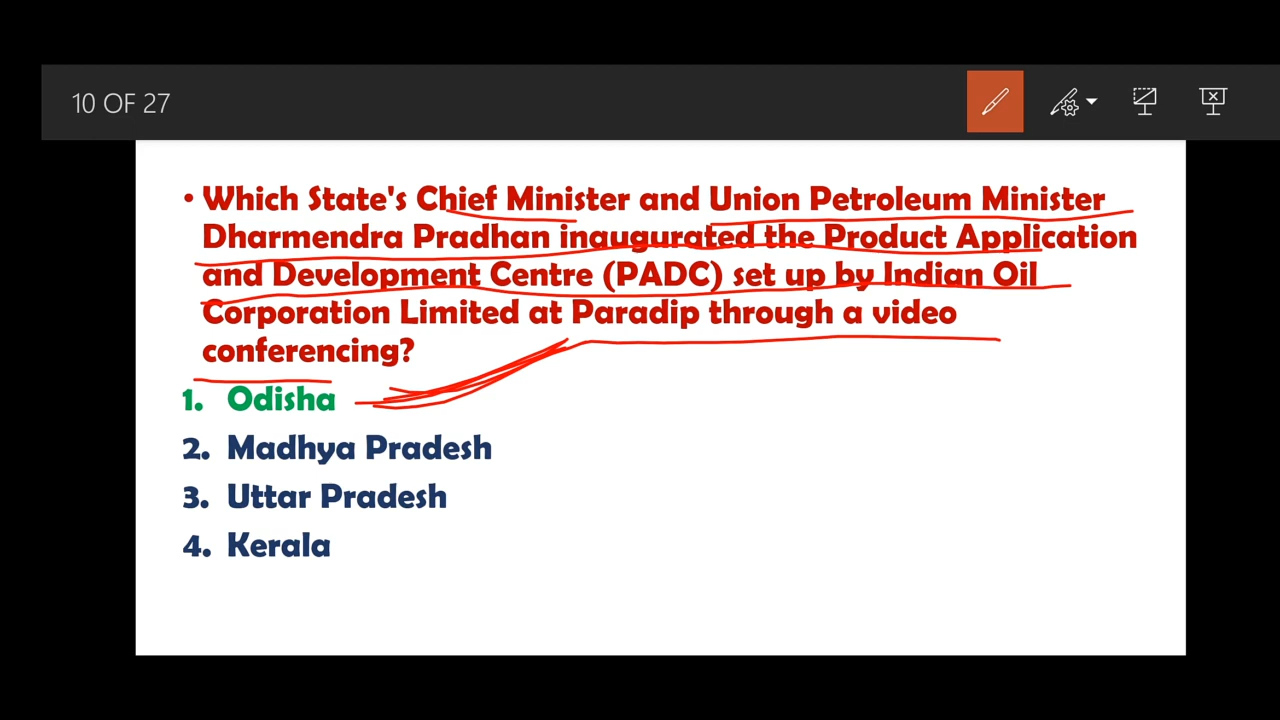 10 OF 27
• Which State's Chief Minister and Union Petroleum Minister
Dharmendra Pradhan inaugurated the Product Application
and Development Centre (PADC) set up by Indian Oil
Corporation Limited at Paradip through a video
conferencing?
1. Odisha
2. Madhya Pradesh
3. Uttar Pradesh
4. Kerala